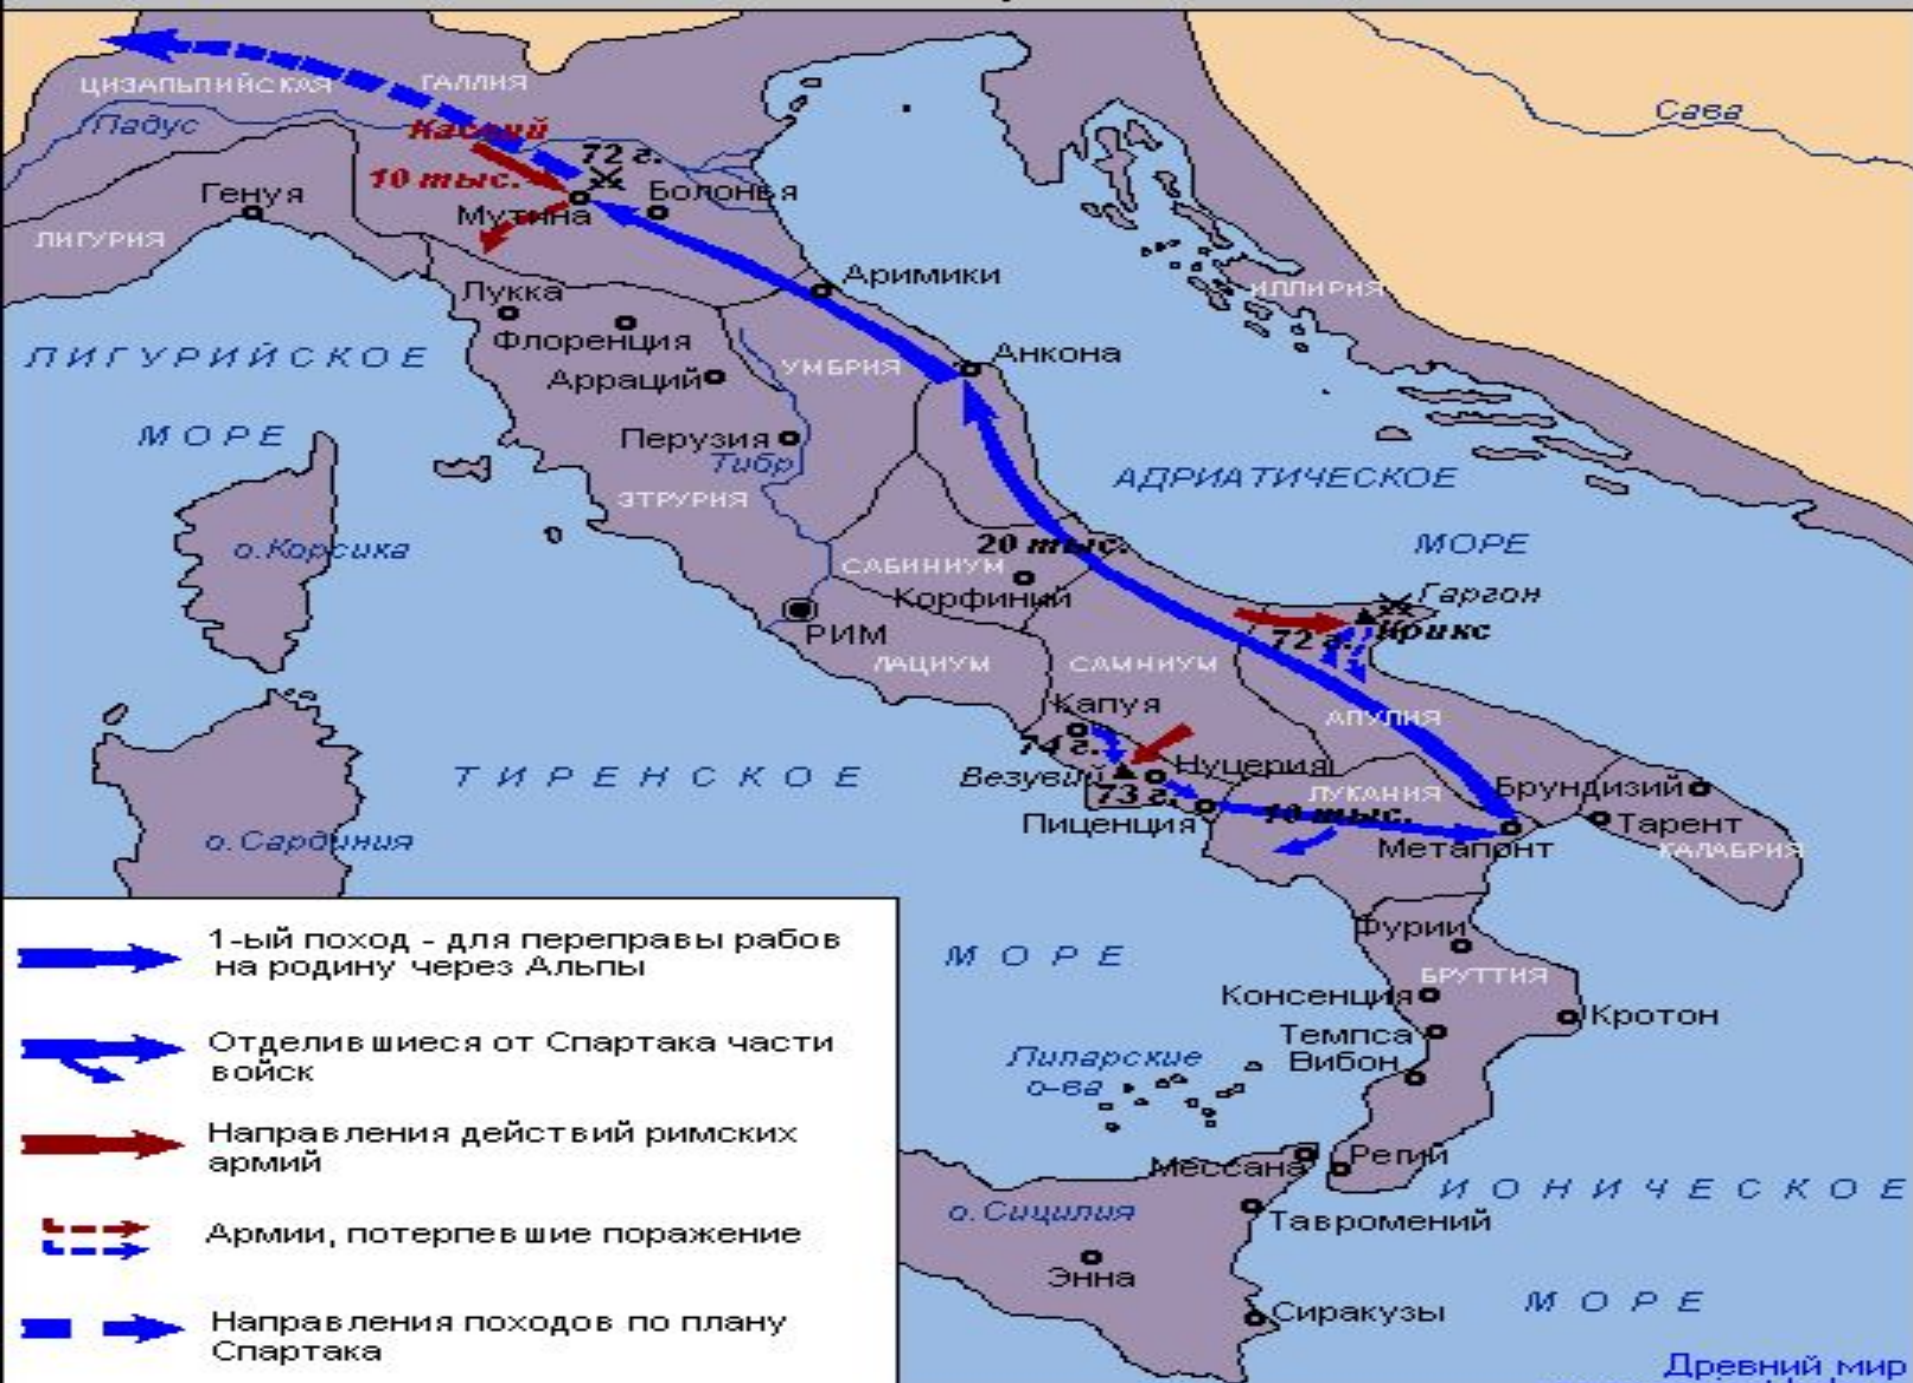 ЦИЗАЛЬПИЙСКАЯ
ГАЛЛИЯ
Падус
Кассий
10 тыс.
72 г.
Генуя
Мутина
Болонья
ЛИГУРИЯ
Сава
Аримики
ИЛЛИРИЯ
Лукка
Флоренция
Арраций
УМБРИЯ
Анкона
ЛИГУРИЙСКОЕ
МОРЕ
Перузия
Тибр
ЭТРУРИЯ
АДРИАТИЧЕСКОЕ
МОРЕ
о.Корсика
20 тыс.
САБИНИУМ
Корфиний
РИМ
ЛАЦИУМ
САМНИУМ
Гаргон
Крикс
72 г.
АПУЛИЯ
Капуя
74 г.
Везувий
73 г.
Нуцерия
Пиценция
ЛУКАНИЯ
10 тыс.
Брундизий
Тарент
Метапонт
КАЛАБРИЯ
ТИРЕНСКОЕ
МОРЕ
о.Сардиния
Фурии
БРУТТИЯ
Консенция
Кротон
Темпса
Вибон
Липарские
о-ва
Мессана
Регий
ИОНИЧЕСКОЕ
МОРЕ
о.Сицилия
Тавромений
Энна
Сиракузы
1-ый поход - для переправы рабов
на родину через Альпы
Отделившиеся от Спартака части
войск
Направления действий римских
армий
Армии, потерпевшие поражение
Направления походов по плану
Спартака
Древний мир